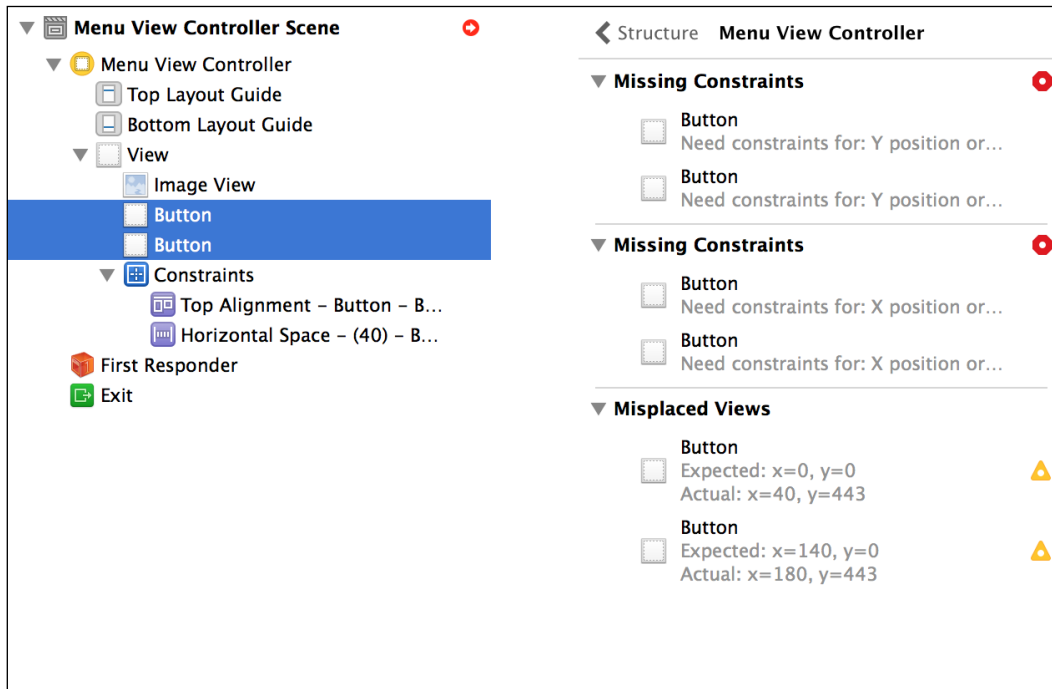 Menu View Controller Scene
Menu View Controller
Top Layout Guide
Bottom Layout Guide
View
Image View
Button
Button
Constraints
Top Alignment – Button – B...
Horizontal Space – (40) – B...
First Responder
Exit
Structure Menu View Controller
Missing Constraints
Button
Need constraints for: Y position or...
Button
Need constraints for: Y position or...
Missing Constraints
Button
Need constraints for: X position or...
Button
Need constraints for: X position or...
Misplaced Views
Button
Expected: x=0, y=0
Actual: x=40, y=443
Button
Expected: x=140, y=0
Actual: x=180, y=443